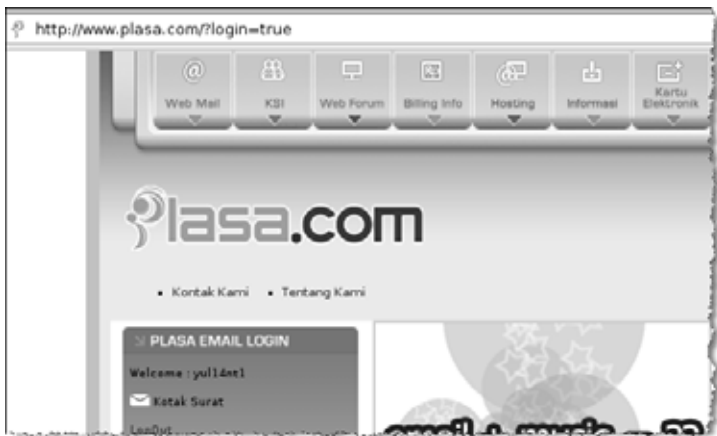 http://www.plasa.com/?login=true
Web Mail KSI Web Forum Billing Info Hosting Informasi Kartu Elektronik
Plasa.com
• Kontak Kami • Tentang Kami
PLASA EMAIL LOGIN
Welcome : yul14nt1
Kotak Surat
LogOut